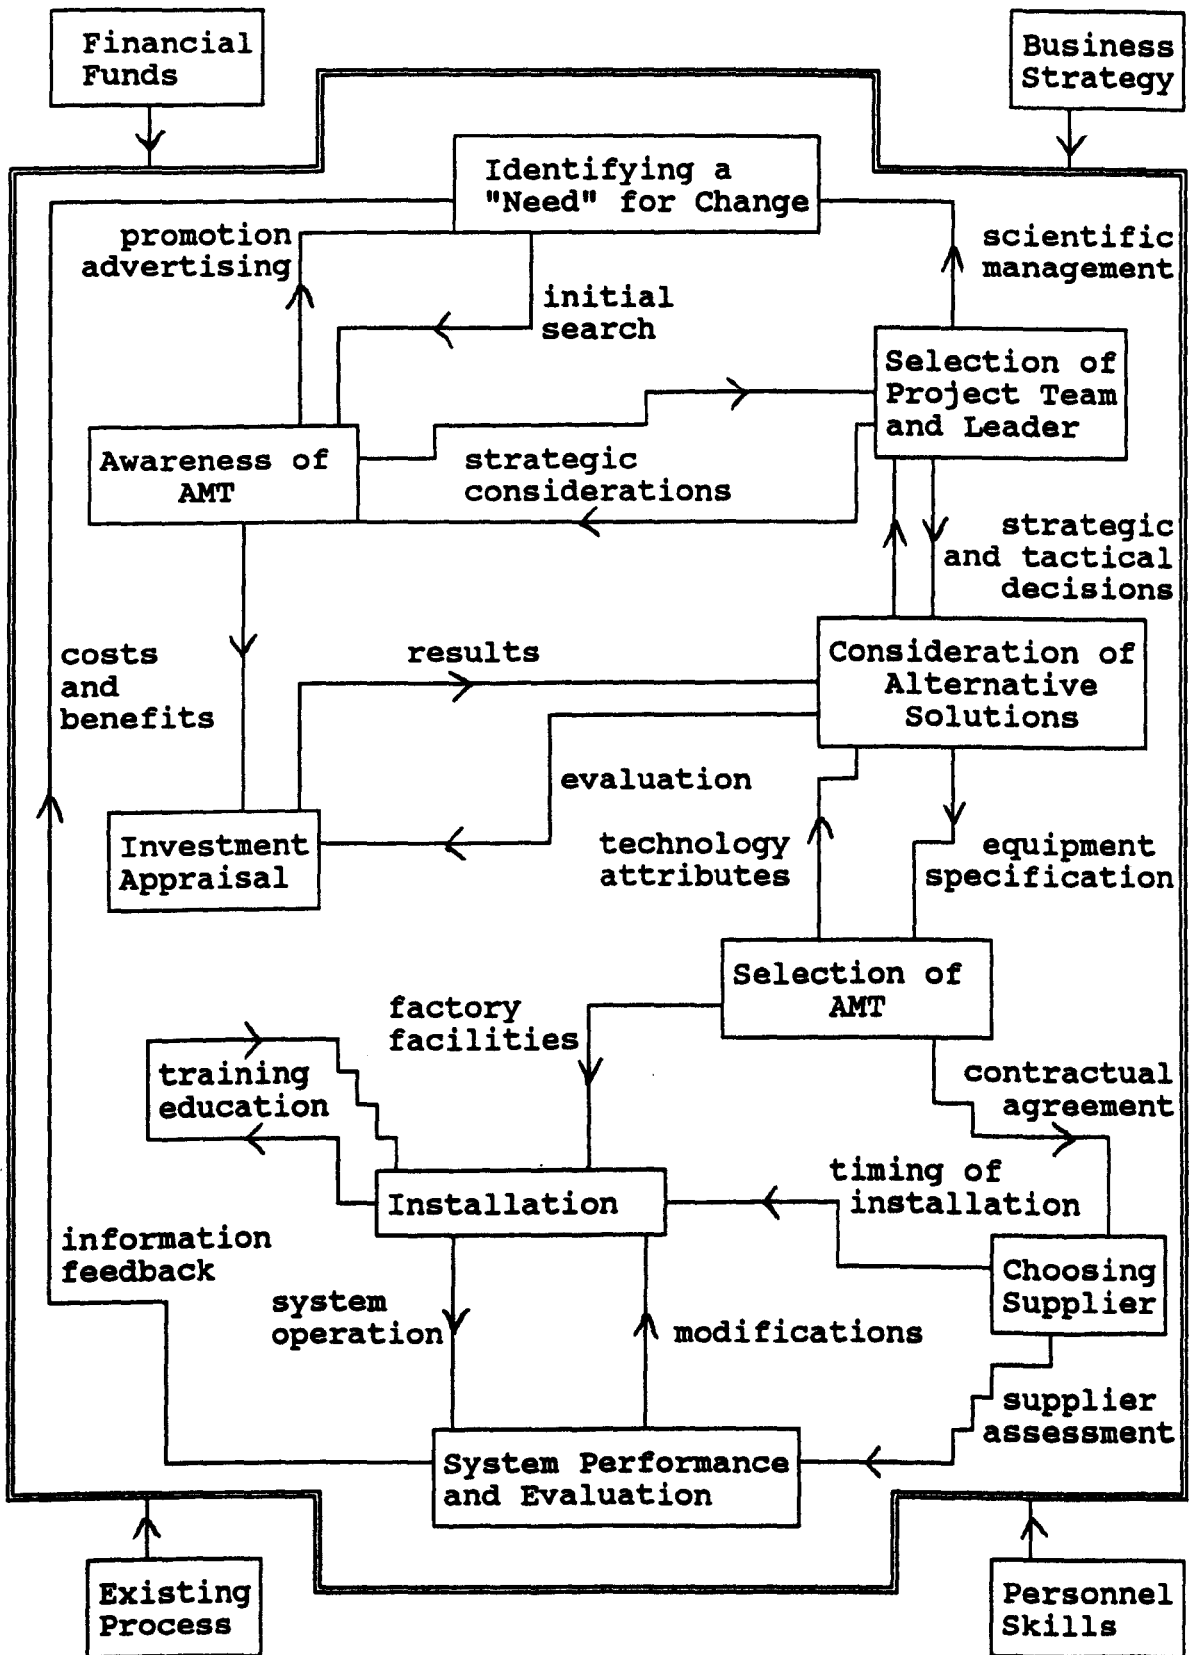 Financial
Funds
Business
Strategy
Identifying a
"Need" for Change
promotion
advertising
scientific
management
initial
search
Selection of
Project Team
and Leader
Awareness of
AMT
strategic
considerations
strategic
and tactical
decisions
costs
and
benefits
results
Consideration of
Alternative
Solutions
evaluation
Investment
Appraisal
technology
attributes
equipment
specification
Selection of
AMT
factory
facilities
training
education
contractual
agreement
timing of
installation
Installation
information
feedback
Choosing
Supplier
system
operation
modifications
supplier
assessment
System Performance
and Evaluation
Existing
Process
Personnel
Skills